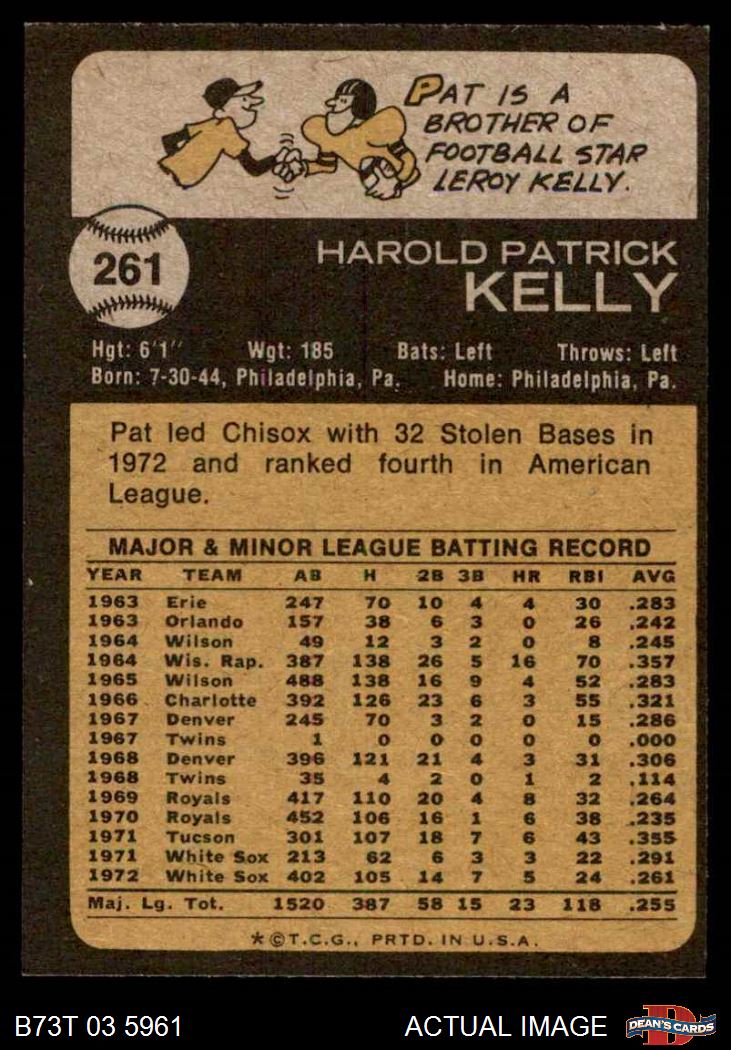 PAT IS A
BROTHER OF
FOOTBALL STAR
LEROY KELLY.
261
HAROLD PATRICK
KELLY
Hgt: 6'1" Wgt: 185 Bats: Left Throws: Left
Born: 7-30-44, Philadelphia, Pa. Home: Philadelphia, Pa.
Pat led Chisox with 32 Stolen Bases in
1972 and ranked fourth in American
League.
MAJOR & MINOR LEAGUE BATTING RECORD
YEAR TEAM AB H 2B 3B HR RBI AVG
1963 Erie 247 70 10 4 4 30 .283
1963 Orlando 157 38 6 3 0 26 .242
1964 Wilson 49 12 3 2 0 8 .245
1964 Wis. Rap. 387 138 26 5 16 70 .357
1965 Wilson 488 138 16 9 4 52 .283
1966 Charlotte 392 126 23 6 3 55 .321
1967 Denver 245 70 3 2 0 15 .286
1967 Twins 1 0 0 0 0 0 .000
1968 Denver 396 121 21 4 3 31 .306
1968 Twins 35 4 2 0 1 2 .114
1969 Royals 417 110 20 4 8 32 .264
1970 Royals 452 106 16 1 6 38 .235
1971 Tucson 301 107 18 7 6 43 .355
1971 White Sox 213 62 6 3 3 22 .291
1972 White Sox 402 105 14 7 5 24 .261
Maj. Lg. Tot. 1520 387 58 15 23 118 .255
*©T.C.G., PRTD. IN U.S.A.
B73T 03 5961 ACTUAL IMAGE D DEAN'S CARDS